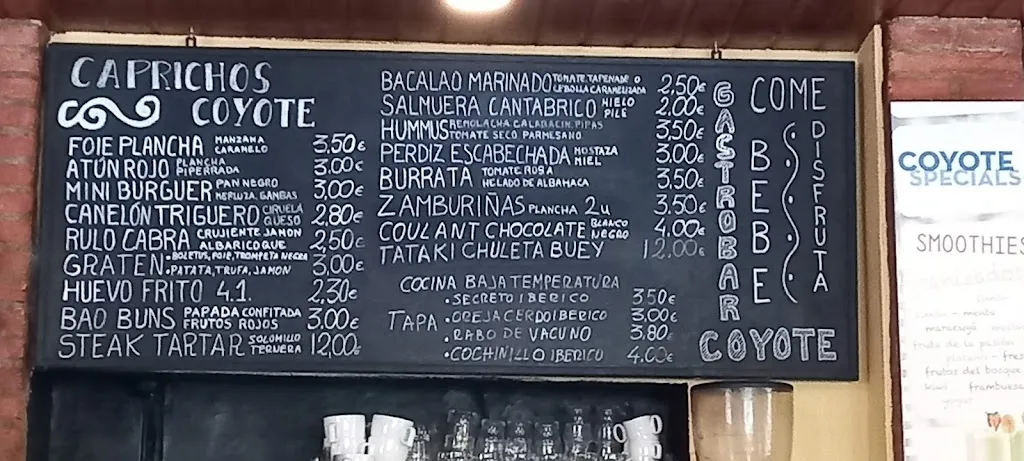 CAPRICHOS
COYOTE
FOIE PLANCHA MANZANA CARAMELO 3.50€
ATÚN ROJO PLANCHA PIPERRADA 3.00€
MINI BURGUER PAN NEGRO MERLUZA, GAMBAS 3,00€
CANELÓN TRIGUERO CIRUELA QUESO 2,80€
RULO CABRA CRUJIENTE JAMON ALBARICOQUE 2,50€
GRATEN • BOLETUS, FOIE, TROMPETA NEGRA • PATATA, TRUFA, JAMON 3,00€
HUEVO FRITO 4.1. 2,30€
BAO BUNS PAPADA CONFITADA FRUTOS ROJOS 3.00€
STEAK TARTAR SOLOMILLO TERNERA 12,00€
BACALAO MARINADO TOMATE, TAPENADE O CEBOLLA CARAMELIZADA 2,50€
SALMUERA CANTABRICO HIELO PILÉ 2.00€
HUMMUS REMOLACHA CALABACIN, PIPAS TOMATE SECO, PARMESANO 3.50€
PERDIZ ESCABECHADA MOSTAZA MIEL 3.00€
BURRATA TOMATE ROSA HELADO DE ALBAHACA 3,50€
ZAMBURIÑAS PLANCHA 2u 3.50€
COULANT CHOCOLATE BLANCO NEGRO 4,00€
TATAKI CHULETA BUEY 12,00€
COCINA BAJA TEMPERATURA
TAPA
• SECRETO IBERICO 3.50€
• OREJA CERDO IBERICO 3,00€
• RABO DE VACUNO 3.80€
• COCHINILLO IBERICO 4.00€
GASTROBAR
COYOTE
COME
BEBE
DISFRUTA
COYOTE
SPECIALS
SMOOTHIES
frutas del bosque